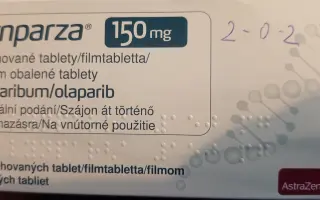 nparza® 150 mg
2-0-2
hované tablety/filmtabletta/
m obalené tablety
aribum/olaparib
ální podání/Szájon át történő
mazásra/Na vnútorné použitie
hovaných tablet/filmtabletta/filmom
ých tabliet
AstraZen